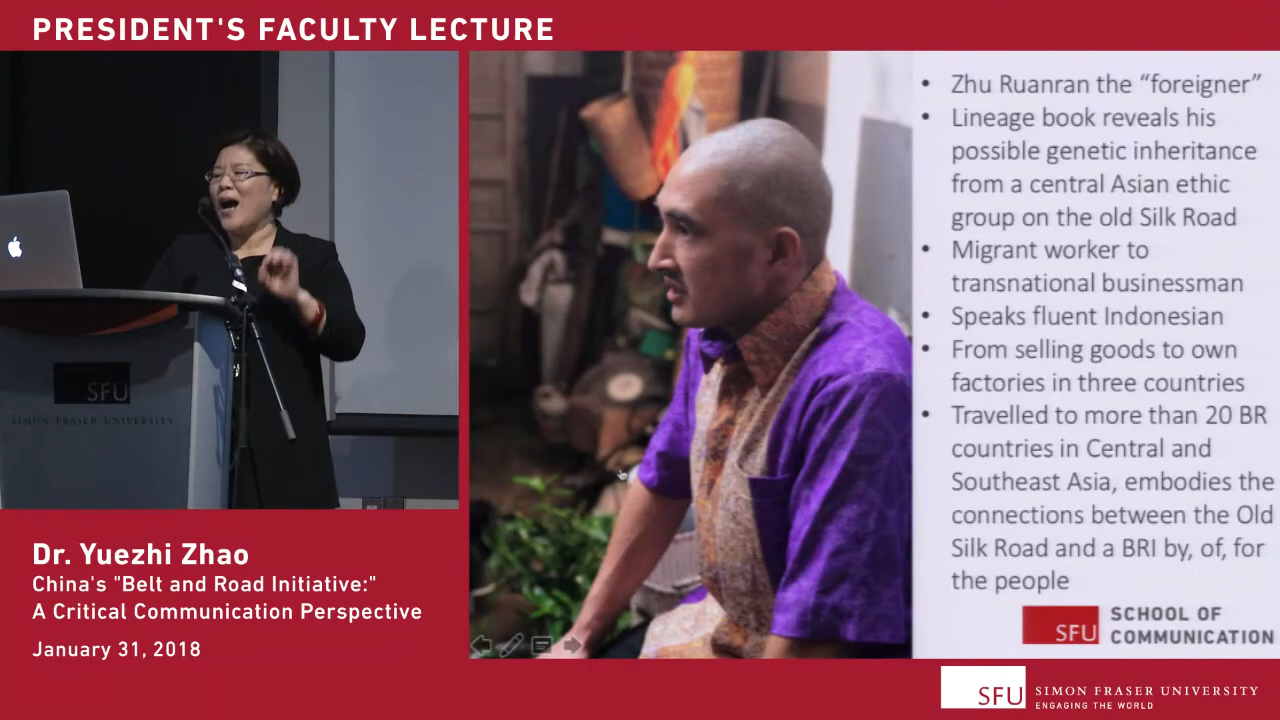 PRESIDENT'S FACULTY LECTURE
SFU
SIMON FRASER UNIVERSITY
Dr. Yuezhi Zhao
China's "Belt and Road Initiative:"
A Critical Communication Perspective
January 31, 2018
• Zhu Ruanran the “foreigner”
• Lineage book reveals his
possible genetic inheritance
from a central Asian ethic
group on the old Silk Road
• Migrant worker to
transnational businessman
• Speaks fluent Indonesian
• From selling goods to own
factories in three countries
• Travelled to more than 20 BR
countries in Central and
Southeast Asia, embodies the
connections between the Old
Silk Road and a BRI by, of, for
the people
SFU
SCHOOL OF
COMMUNICATION
SFU
SIMON FRASER UNIVERSITY
ENGAGING THE WORLD